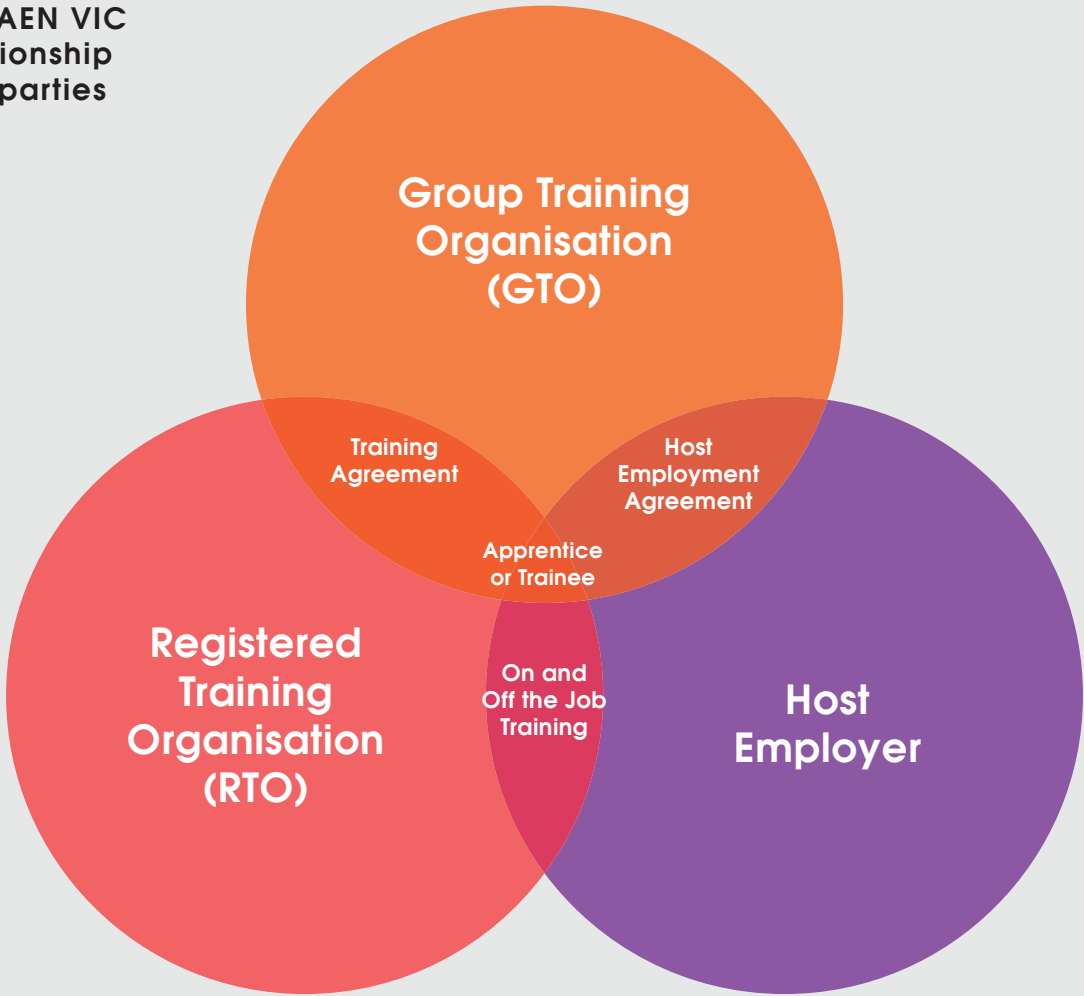 AEN VIC
ionship
parties
Group Training
Organisation
(GTO)
Training
Agreement
Host
Employment
Agreement
Apprentice
or Trainee
Registered
Training
Organisation
(RTO)
On and
Off the Job
Training
Host
Employer